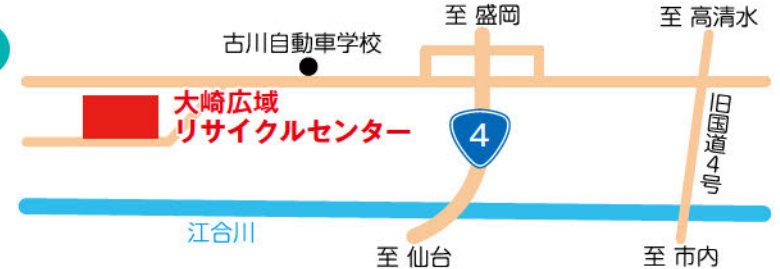 至 盛岡
至 高清水
古川自動車学校
大崎広域
リサイクルセンター
4
旧国道4号
江合川
至 仙台
至 市内